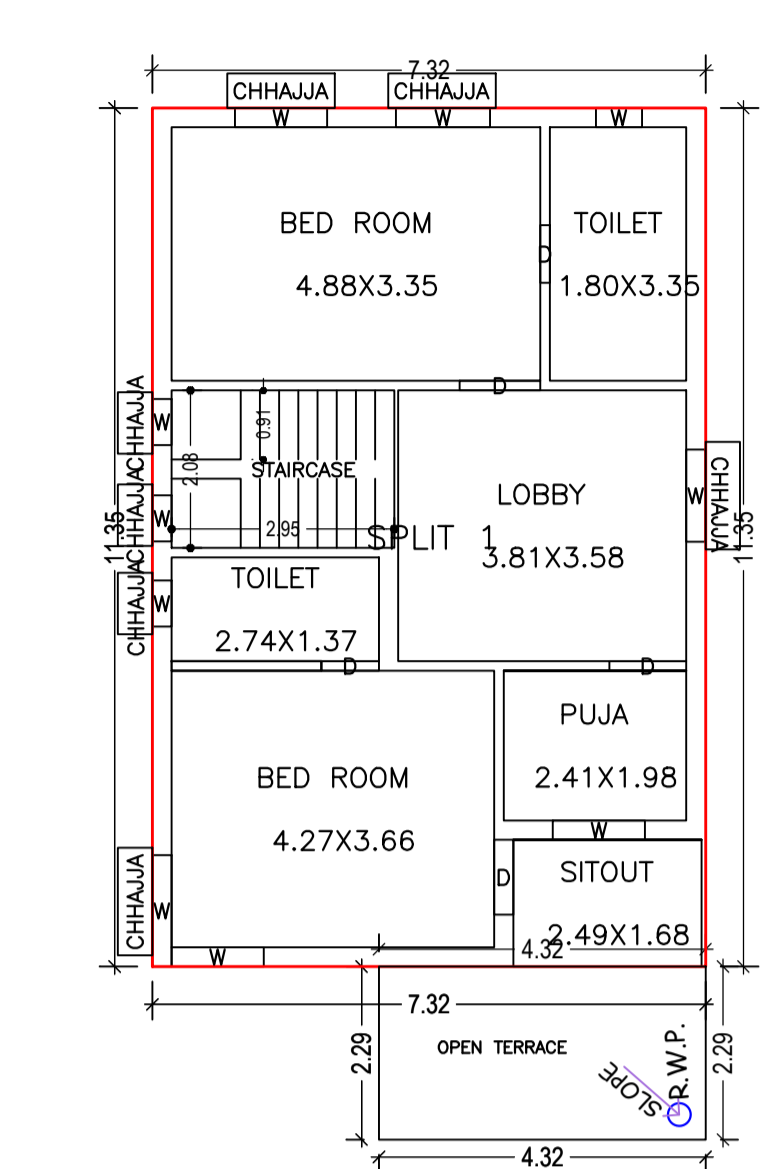 7.32
CHHAJJA
CHHAJJA
W
W
W
BED ROOM
TOILET
D
4.88X3.35
1.80X3.35
D
CHHAJJA
W
0.91
2.08
STAIRCASE
LOBBY
W
CHHAJJA
CHHAJJA
W
2.95
SPLIT 1
11.35
11.35
3.81X3.58
TOILET
CHHAJJA
W
2.74X1.37
D
D
PUJA
BED ROOM
2.41X1.98
W
4.27X3.66
SITOUT
D
CHHAJJA
W
2.49X1.68
4.32
W
7.32
2.29
OPEN TERRACE
R.W.P.
SLOPE
2.29
4.32